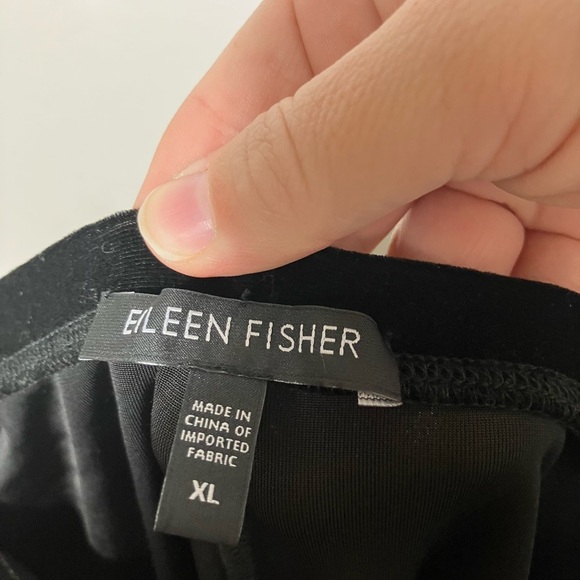 EILEEN FISHER
MADE IN
CHINA OF
IMPORTED
FABRIC
XL